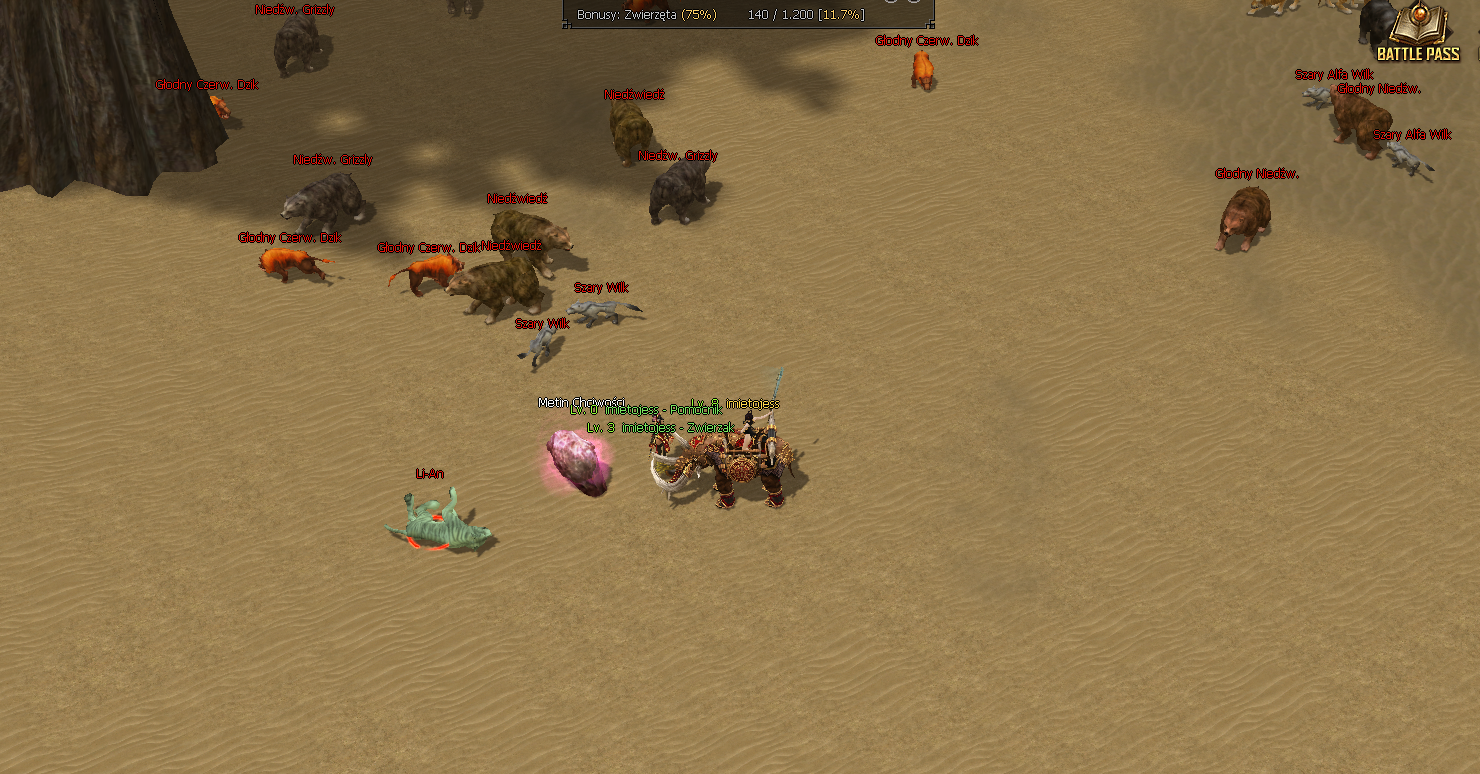 Niedźw. Grizzly
Bonusy: Zwierzęta (75%) 140 / 1.200 [11.7%]
Głodny Czerw. Dzik
BATTLE PASS
Szary Alfa Wilk
Głodny Niedźw.
Głodny Czerw. Dzik
Niedźwiedź
Szary Alfa Wilk
Niedźw. Grizzly
Niedźw. Grizzly
Głodny Niedźw.
Niedźwiedź
Głodny Czerw. Dzik
Głodny Czerw. Dzik
Niedźwiedź
Szary Wilk
Szary Wilk
Metin Chciwości
Lv. 8 imietojess
Lv. 0 imietojess - Pomocnik
Lv. 3 imietojess - Zwierzak
Li-An